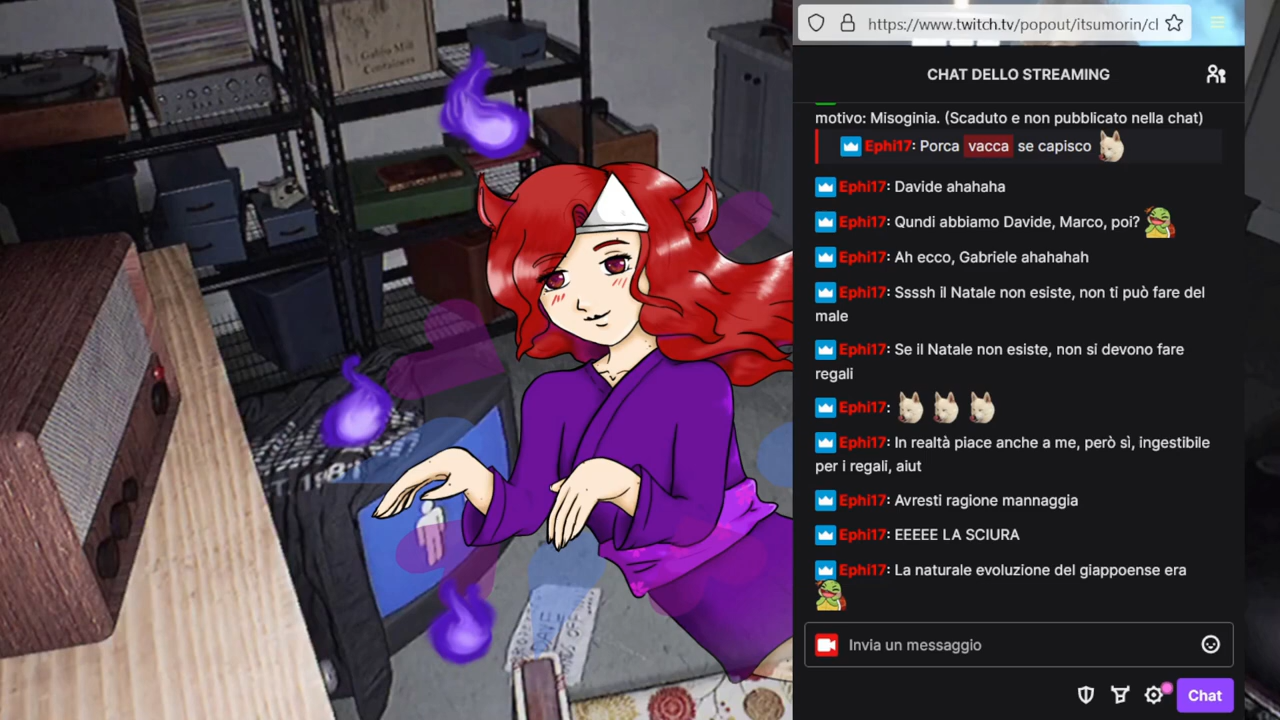 https://www.twitch.tv/popout/itsumorin/cl
CHAT DELLO STREAMING
motivo: Misoginia. (Scaduto e non pubblicato nella chat)
Ephi17: Porca vacca se capisco
Ephi17: Davide ahahaha
Ephi17: Qundi abbiamo Davide, Marco, poi?
Ephi17: Ah ecco, Gabriele ahahahah
Ephi17: Ssssh il Natale non esiste, non ti può fare del
male
Ephi17: Se il Natale non esiste, non si devono fare
regali
Ephi17:
Ephi17: In realtà piace anche a me, però sì, ingestibile
per i regali, aiut
Ephi17: Avresti ragione mannaggia
Ephi17: EEEEE LA SCIURA
Ephi17: La naturale evoluzione del giappoense era
Invia un messaggio
Chat
Gabbo Mill
Containers